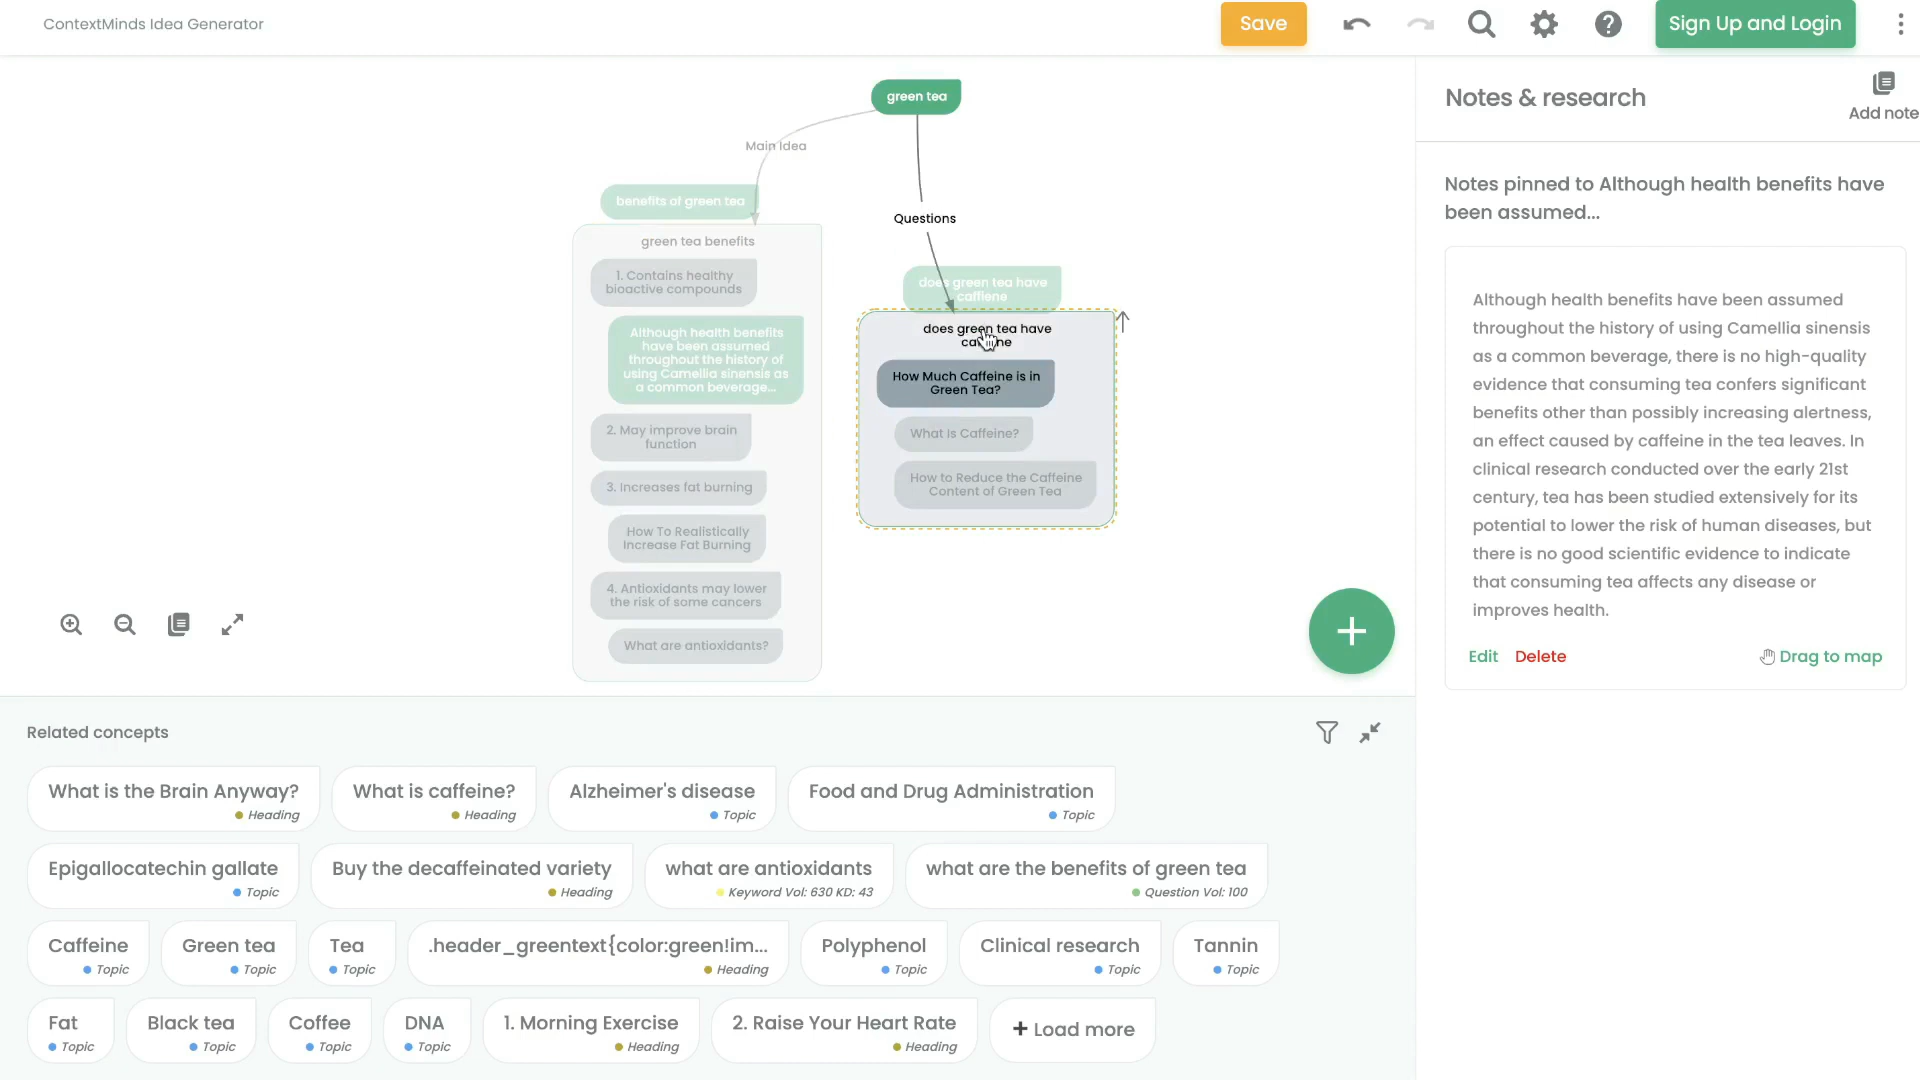 ContextMinds Idea Generator
Save
Sign Up and Login
green tea
Main Idea
benefits of green tea
green tea benefits
1. Contains healthy
bioactive compounds
Although health benefits
have been assumed
throughout the history of
using Camellia sinensis as
a common beverage...
2. May improve brain
function
3. Increases fat burning
How To Realistically
Increase Fat Burning
4. Antioxidants may lower
the risk of some cancers
What are antioxidants?
Questions
does green tea have
caffiene
does green tea have
How Much Caffeine is in
Green Tea?
What Is Caffeine?
How to Reduce the Caffeine
Content of Green Tea
Notes & research
Add note
Notes pinned to Although health benefits have
been assumed...
Although health benefits have been assumed
throughout the history of using Camellia sinensis
as a common beverage, there is no high-quality
evidence that consuming tea confers significant
benefits other than possibly increasing alertness,
an effect caused by caffeine in the tea leaves. In
clinical research conducted over the early 21st
century, tea has been studied extensively for its
potential to lower the risk of human diseases, but
there is no good scientific evidence to indicate
that consuming tea affects any disease or
improves health.
Edit Delete Drag to map
Related concepts
What is the Brain Anyway?
Heading
What is caffeine?
Heading
Alzheimer's disease
Topic
Food and Drug Administration
Topic
Epigallocatechin gallate
Topic
Buy the decaffeinated variety
Heading
what are antioxidants
Keyword Vol: 630 KD: 43
what are the benefits of green tea
Question Vol: 100
Caffeine
Topic
Green tea
Topic
Tea
Topic
.header_greentext{color:green!im...
Heading
Polyphenol
Topic
Clinical research
Topic
Tannin
Topic
Fat
Topic
Black tea
Topic
Coffee
Topic
DNA
Topic
1. Morning Exercise
Heading
2. Raise Your Heart Rate
Heading
+ Load more